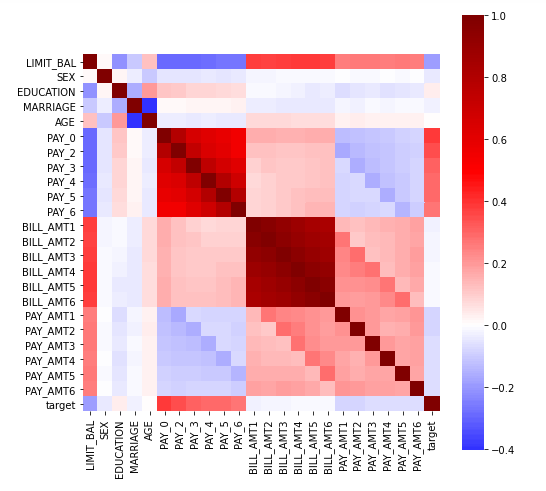 LIMIT_BAL
SEX
EDUCATION
MARRIAGE
AGE
PAY_0
PAY_2
PAY_3
PAY_4
PAY_5
PAY_6
BILL_AMT1
BILL_AMT2
BILL_AMT3
BILL_AMT4
BILL_AMT5
BILL_AMT6
PAY_AMT1
PAY_AMT2
PAY_AMT3
PAY_AMT4
PAY_AMT5
PAY_AMT6
target
LIMIT_BAL
SEX
EDUCATION
MARRIAGE
AGE
PAY_0
PAY_2
PAY_3
PAY_4
PAY_5
PAY_6
BILL_AMT1
BILL_AMT2
BILL_AMT3
BILL_AMT4
BILL_AMT5
BILL_AMT6
PAY_AMT1
PAY_AMT2
PAY_AMT3
PAY_AMT4
PAY_AMT5
PAY_AMT6
target
1.0
0.8
0.6
0.4
0.2
0.0
−0.2
−0.4